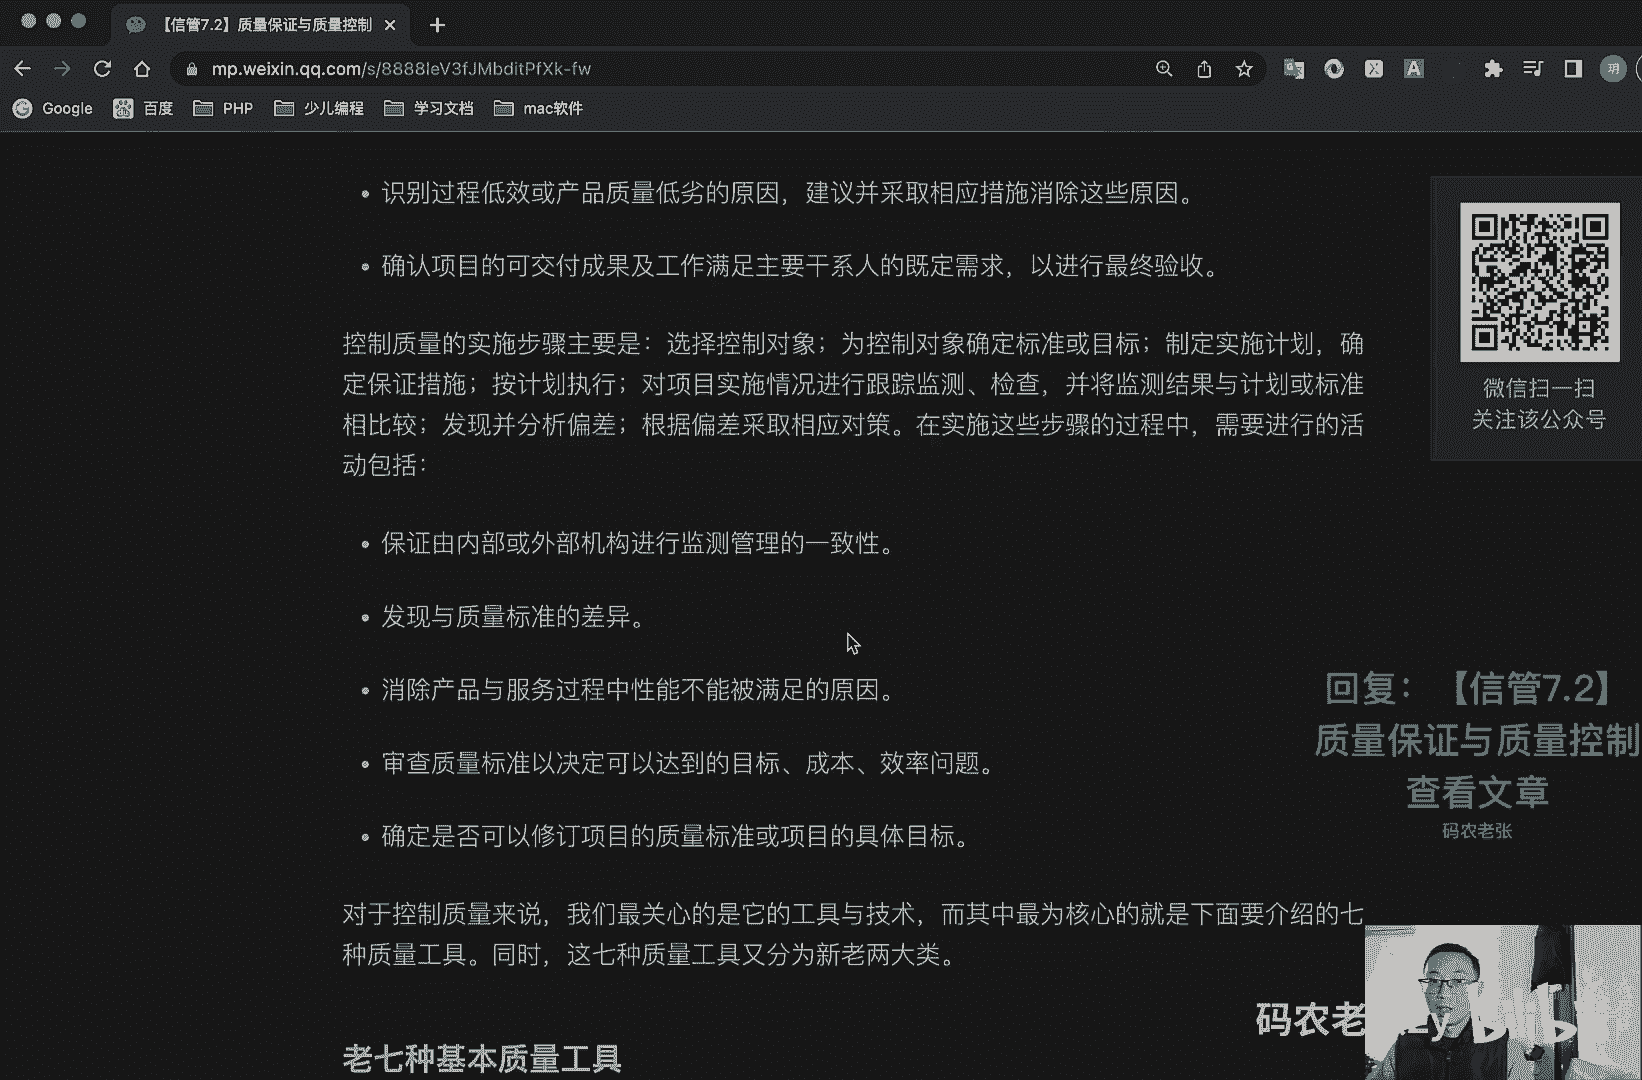 【信管7.2】质量保证与质量控制
mp.weixin.qq.com/s/8888IeV3fJMbditPfXk-fw
Google
百度
PHP
少儿编程
学习文档
mac软件
识别过程低效或产品质量低劣的原因，建议并采取相应措施消除这些原因。
确认项目的可交付成果及工作满足主要干系人的既定需求，以进行最终验收。
控制质量的实施步骤主要是：选择控制对象；为控制对象确定标准或目标；制定实施计划，确
定保证措施；按计划执行；对项目实施情况进行跟踪监测、检查，并将监测结果与计划或标准
相比较；发现并分析偏差；根据偏差采取相应对策。在实施这些步骤的过程中，需要进行的活
动包括：
保证由内部或外部机构进行监测管理的一致性。
发现与质量标准的差异。
消除产品与服务过程中性能不能被满足的原因。
审查质量标准以决定可以达到的目标、成本、效率问题。
确定是否可以修订项目的质量标准或项目的具体目标。
对于控制质量来说，我们最关心的是它的工具与技术，而其中最为核心的就是下面要介绍的七
种质量工具。同时，这七种质量工具又分为新老两大类。
老七种基本质量工具
微信扫一扫
关注该公众号
回复：【信管7.2】
质量保证与质量控制
查看文章
码农老张
码农老
bilibili